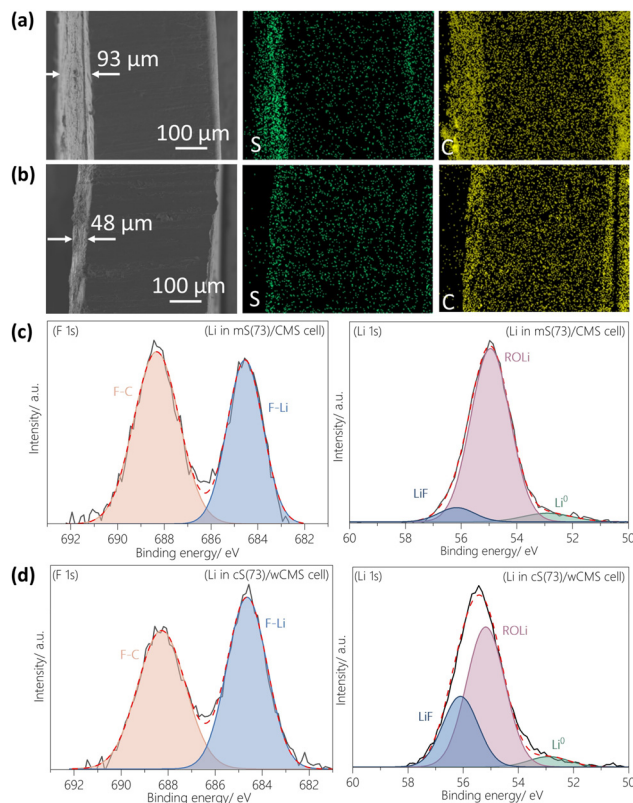 (a)
93 μm
100 μm
S
C
(b)
48 μm
100 μm
S
C
(c)
(F 1s)
(Li in mS(73)/CMS cell)
F-C
F-Li
Intensity/ a.u.
692
690
688
686
684
682
Binding energy/ eV
(Li 1s)
(Li in mS(73)/CMS cell)
ROLi
LiF
Li⁰
Intensity/ a.u.
60
58
56
54
52
50
Binding energy/ eV
(d)
(F 1s)
(Li in cS(73)/wCMS cell)
F-C
F-Li
Intensity/ a.u.
692
690
688
686
684
682
Binding energy/ eV
(Li 1s)
(Li in cS(73)/wCMS cell)
ROLi
LiF
Li⁰
Intensity/ a.u.
60
58
56
54
52
50
Binding energy/ eV